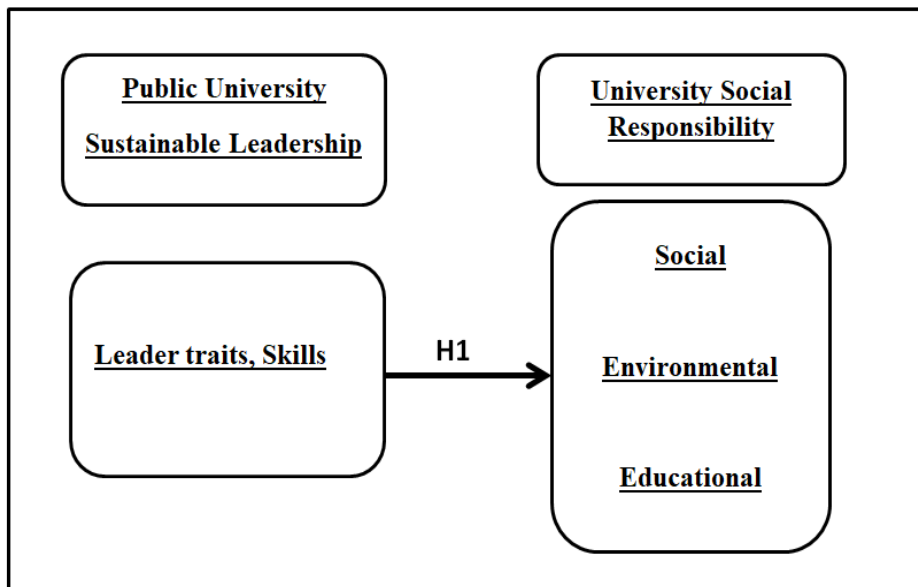 Public University
Sustainable Leadership
University Social
Responsibility
Leader traits, Skills
H1
Social
Environmental
Educational